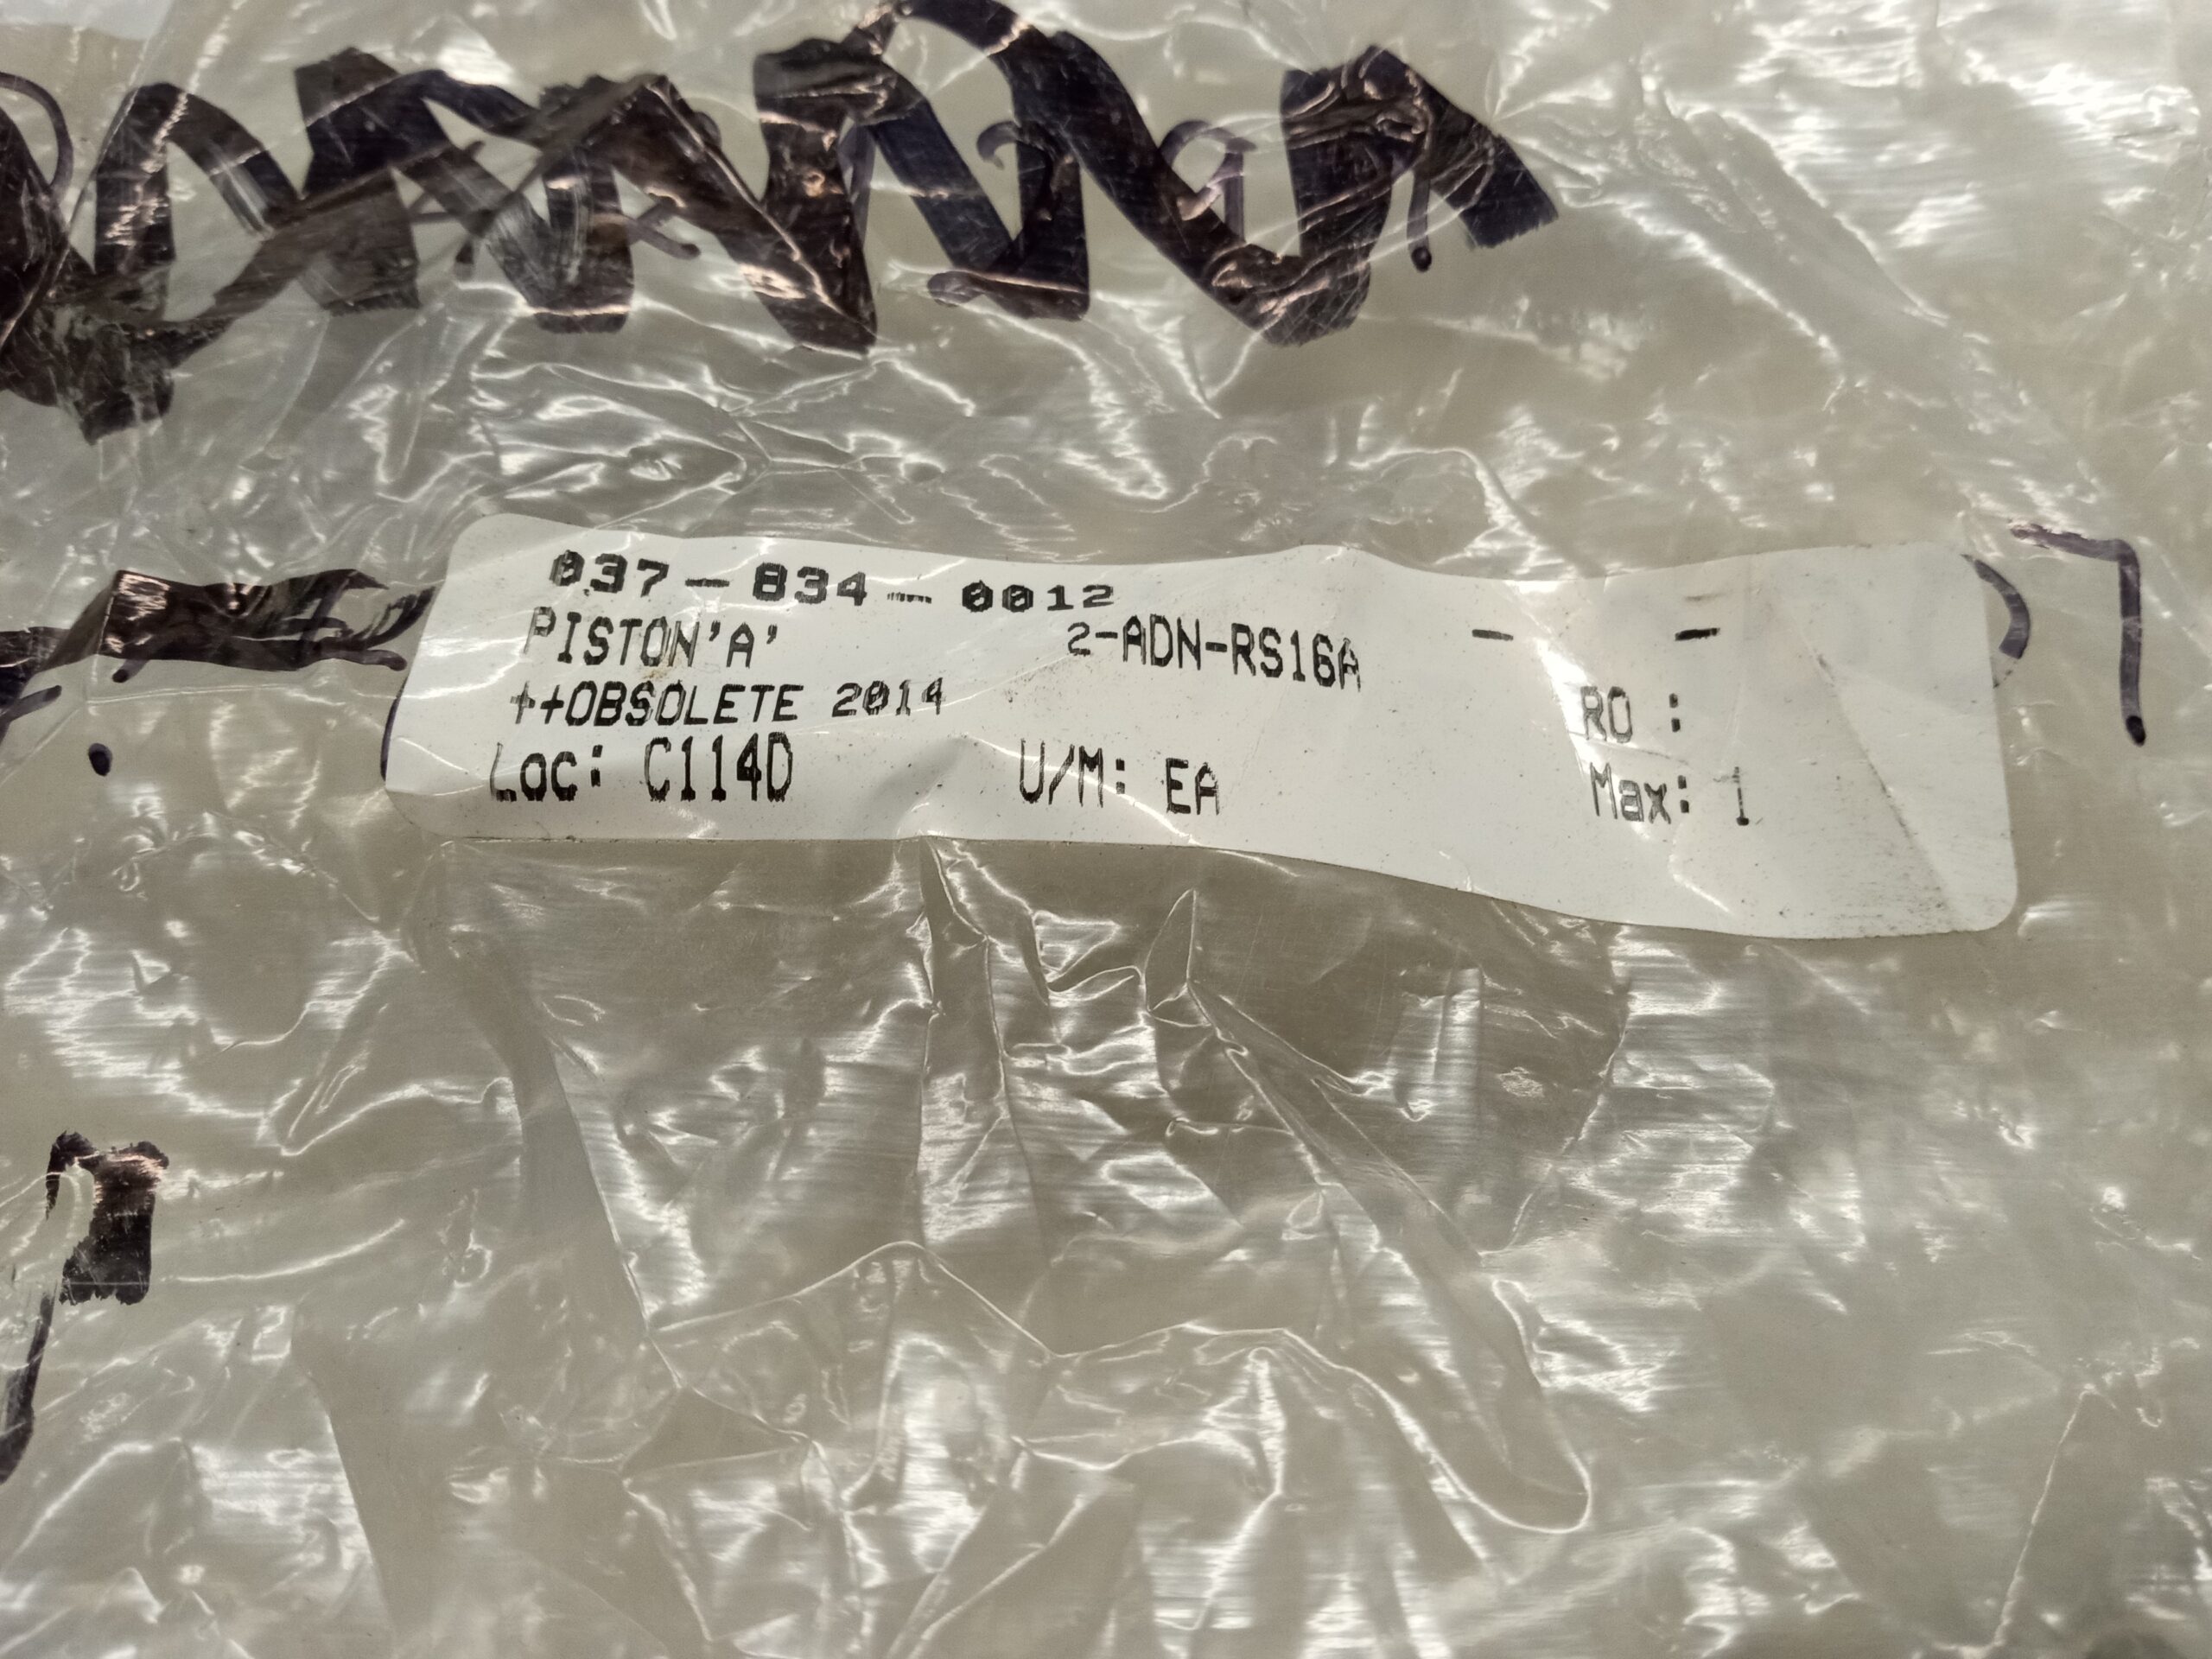 037-834-0012
PISTON'A' 2-ADN-RS16A - -
++OBSOLETE 2014 RO :
Loc: C114D U/M: EA Max: 1